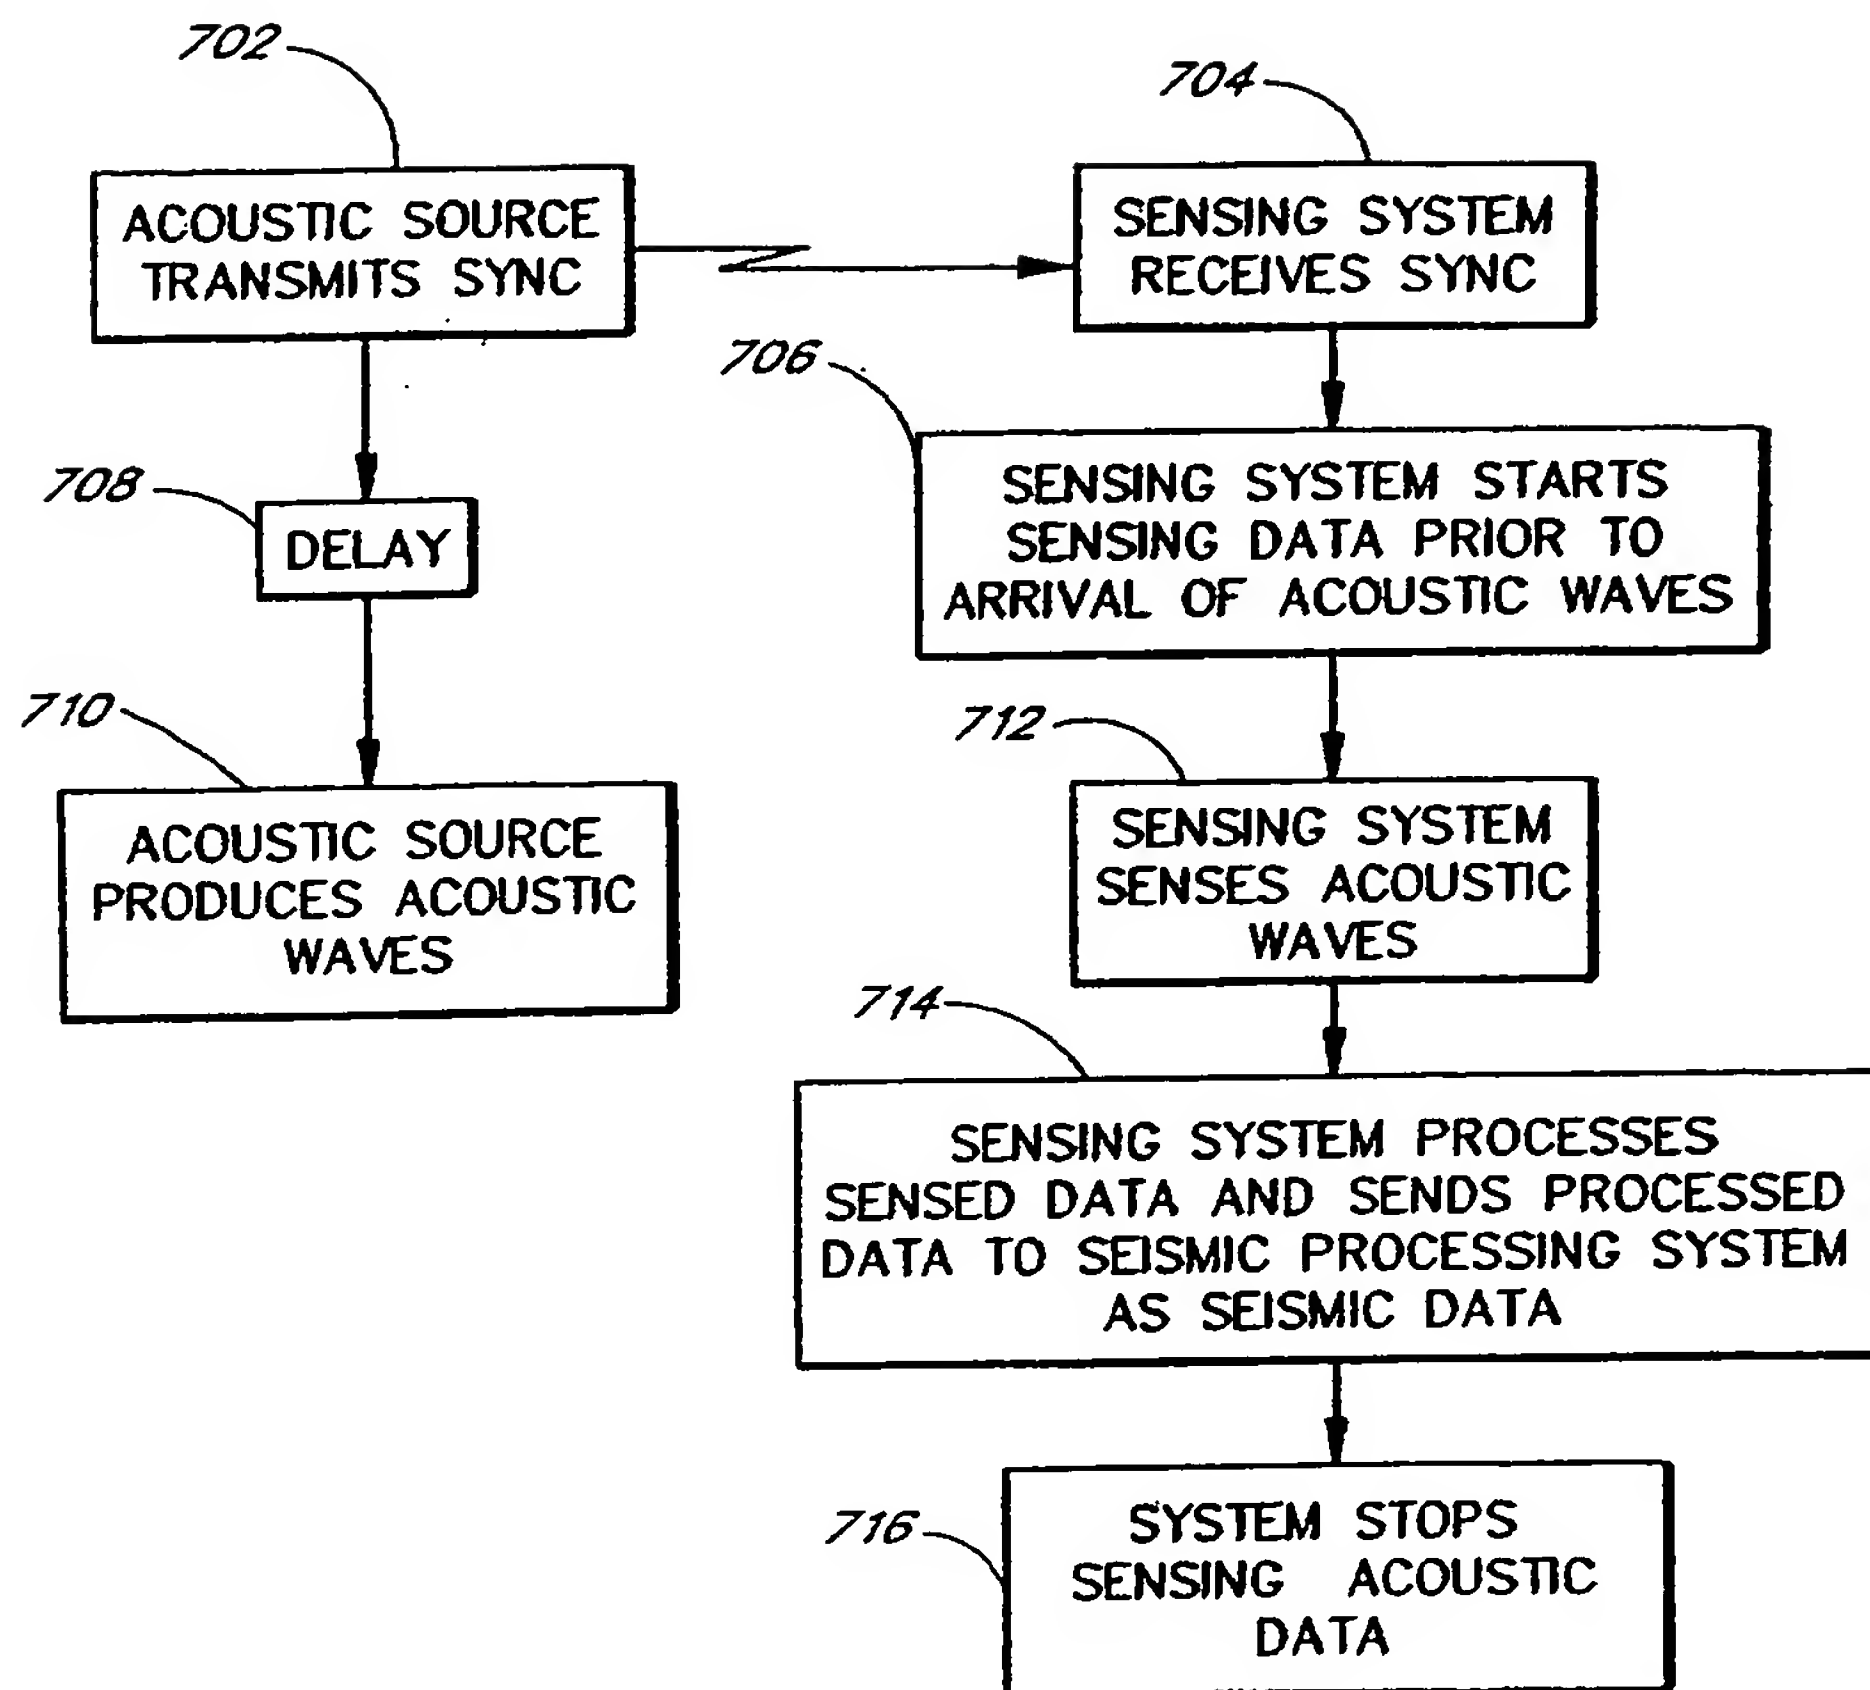 702
ACOUSTIC SOURCE
TRANSMITS SYNC
704
SENSING SYSTEM
RECEIVES SYNC
706
SENSING SYSTEM STARTS
SENSING DATA PRIOR TO
ARRIVAL OF ACOUSTIC WAVES
708
DELAY
710
ACOUSTIC SOURCE
PRODUCES ACOUSTIC
WAVES
712
SENSING SYSTEM
SENSES ACOUSTIC
WAVES
714
SENSING SYSTEM PROCESSES
SENSED DATA AND SENDS PROCESSED
DATA TO SEISMIC PROCESSING SYSTEM
AS SEISMIC DATA
716
SYSTEM STOPS
SENSING ACOUSTIC
DATA